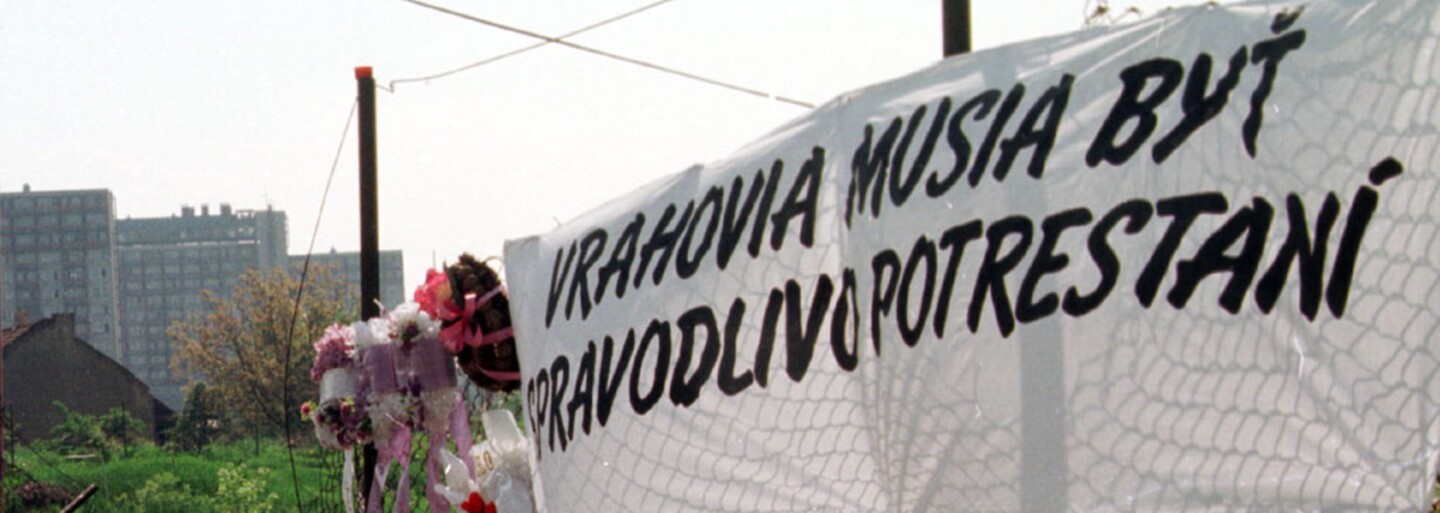 VRAHOVIA MUSIA BYŤ
SPRAVODLIVO POTRESTANÍ